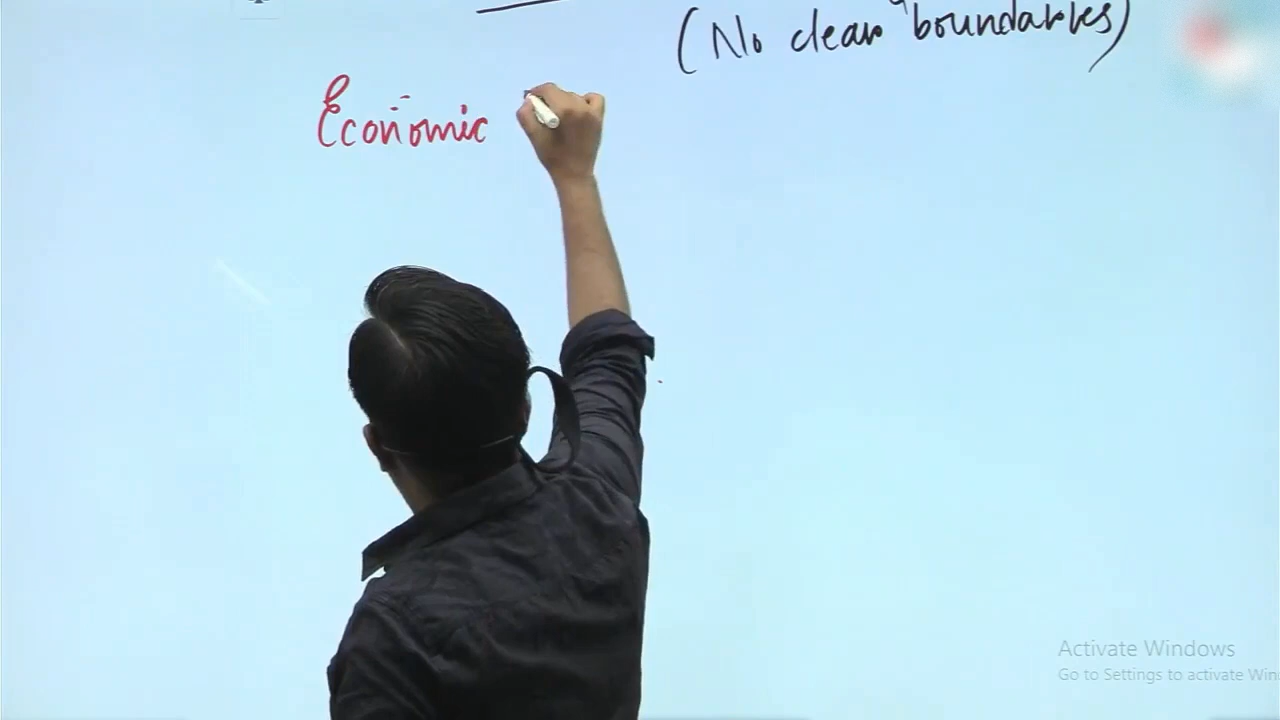 (No clear boundaries)
Economic
Activate Windows
Go to Settings to activate Win